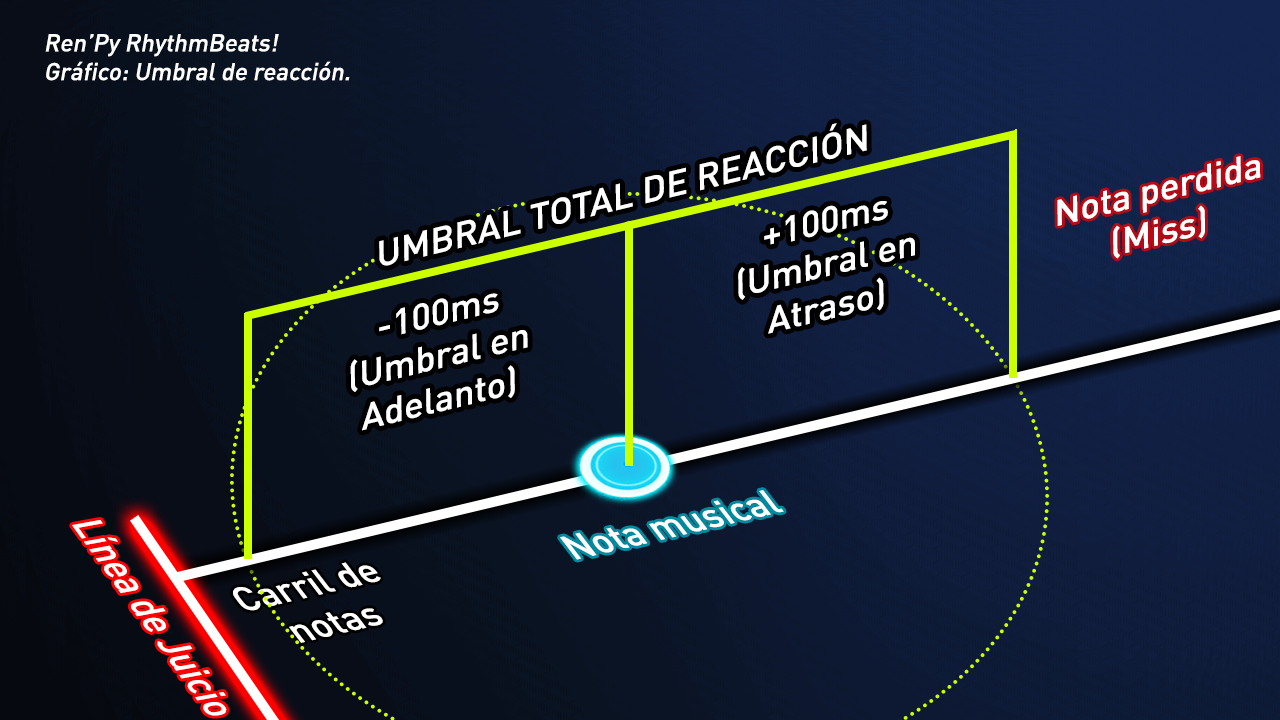 Ren’Py RhythmBeats!
Gráfico: Umbral de reacción.
UMBRAL TOTAL DE REACCIÓN
-100ms
(Umbral en
Adelanto)
+100ms
(Umbral en
Atraso)
Nota perdida
(Miss)
Nota musical
Carril de
notas
Línea de Juicio